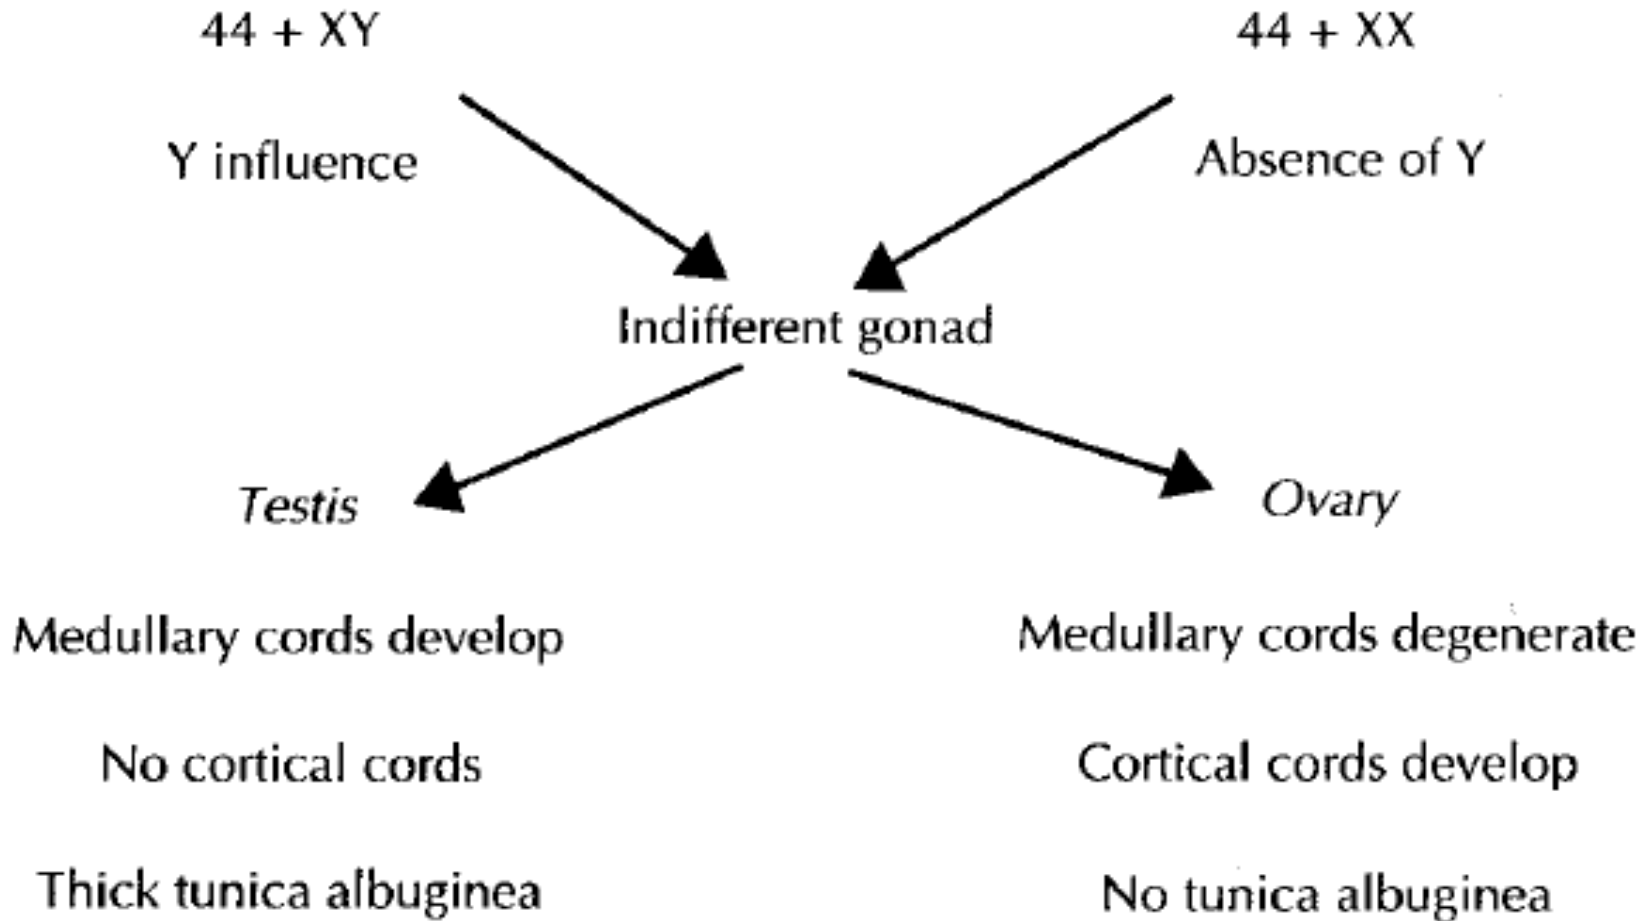 44 + XY
44 + XX
Y influence
Absence of Y
Indifferent gonad
Testis
Ovary
Medullary cords develop
Medullary cords degenerate
No cortical cords
Cortical cords develop
Thick tunica albuginea
No tunica albuginea